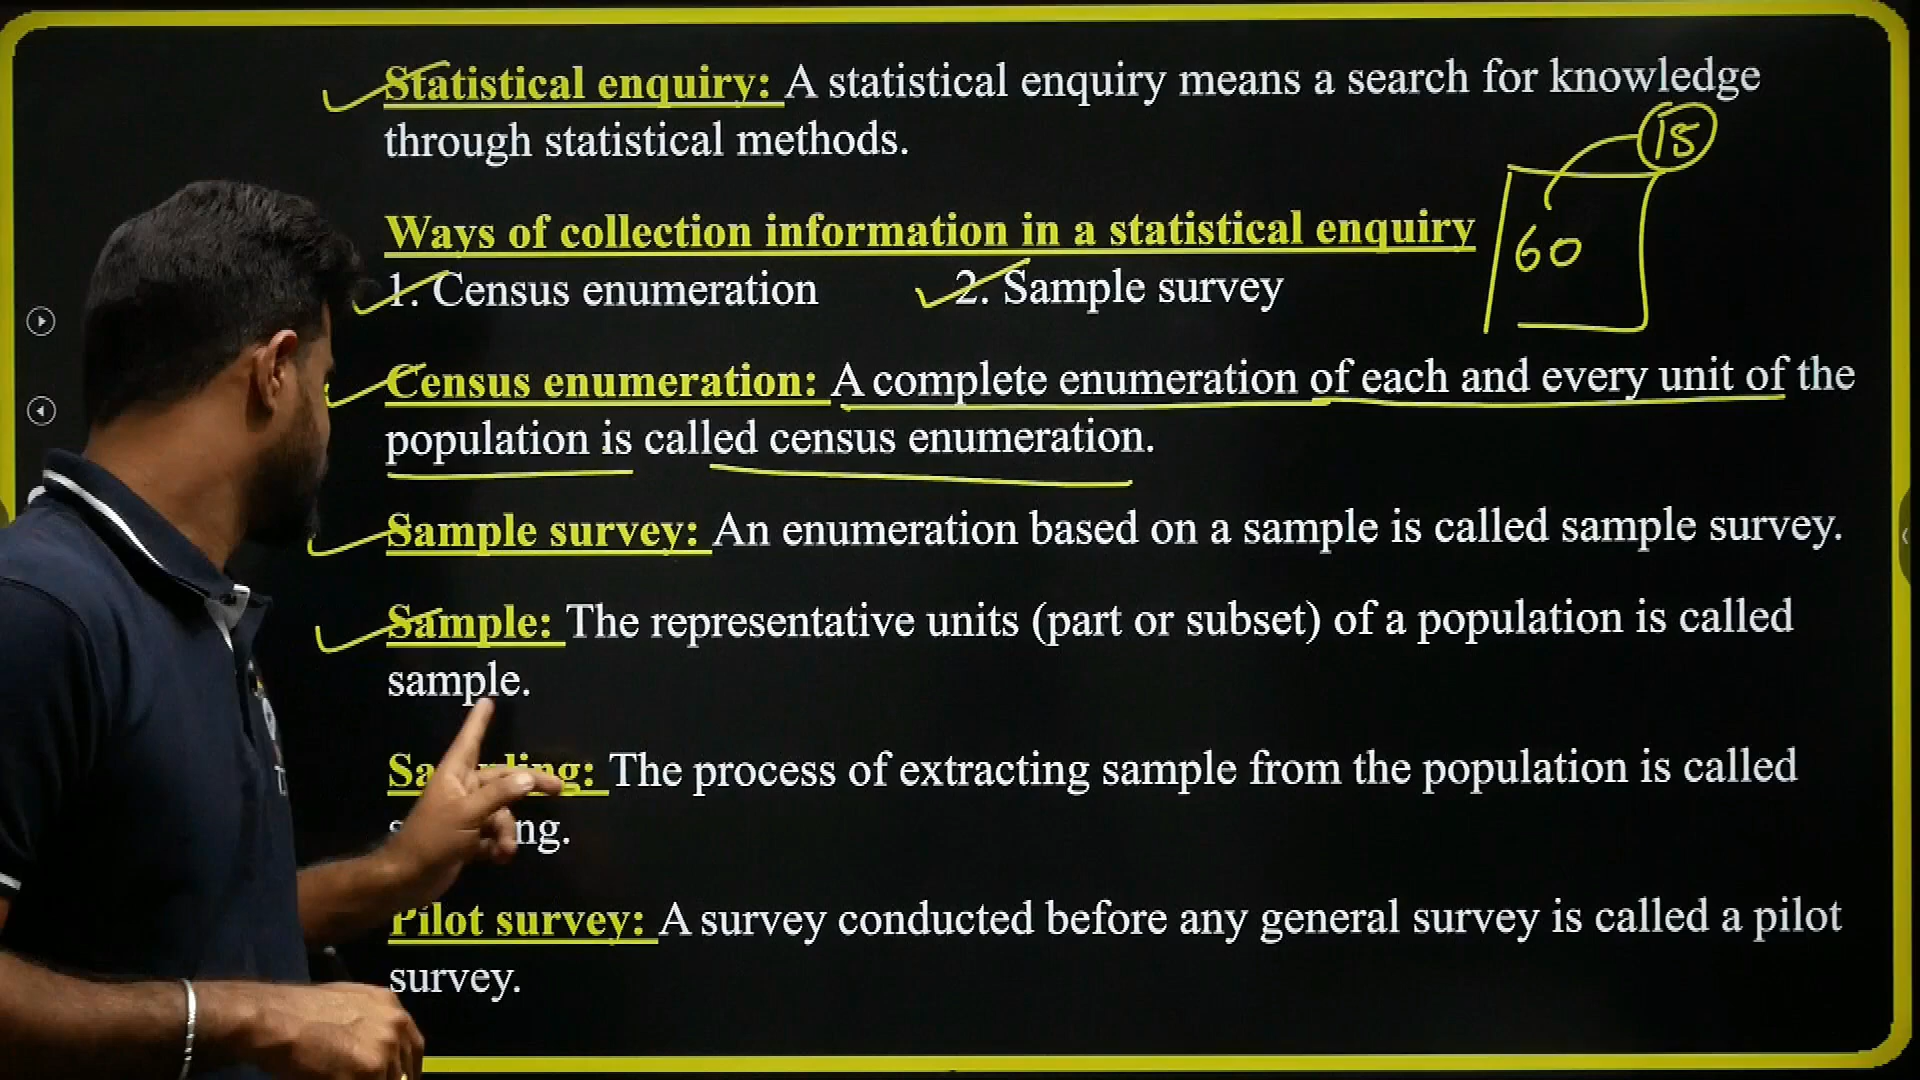 Statistical enquiry: A statistical enquiry means a search for knowledge
through statistical methods.
15
Ways of collection information in a statistical enquiry
60
1. Census enumeration 2. Sample survey
Census enumeration: A complete enumeration of each and every unit of the
population is called census enumeration.
Sample survey: An enumeration based on a sample is called sample survey.
Sample: The representative units (part or subset) of a population is called
sample.
The process of extracting sample from the population is called
Pilot survey: A survey conducted before any general survey is called a pilot
survey.